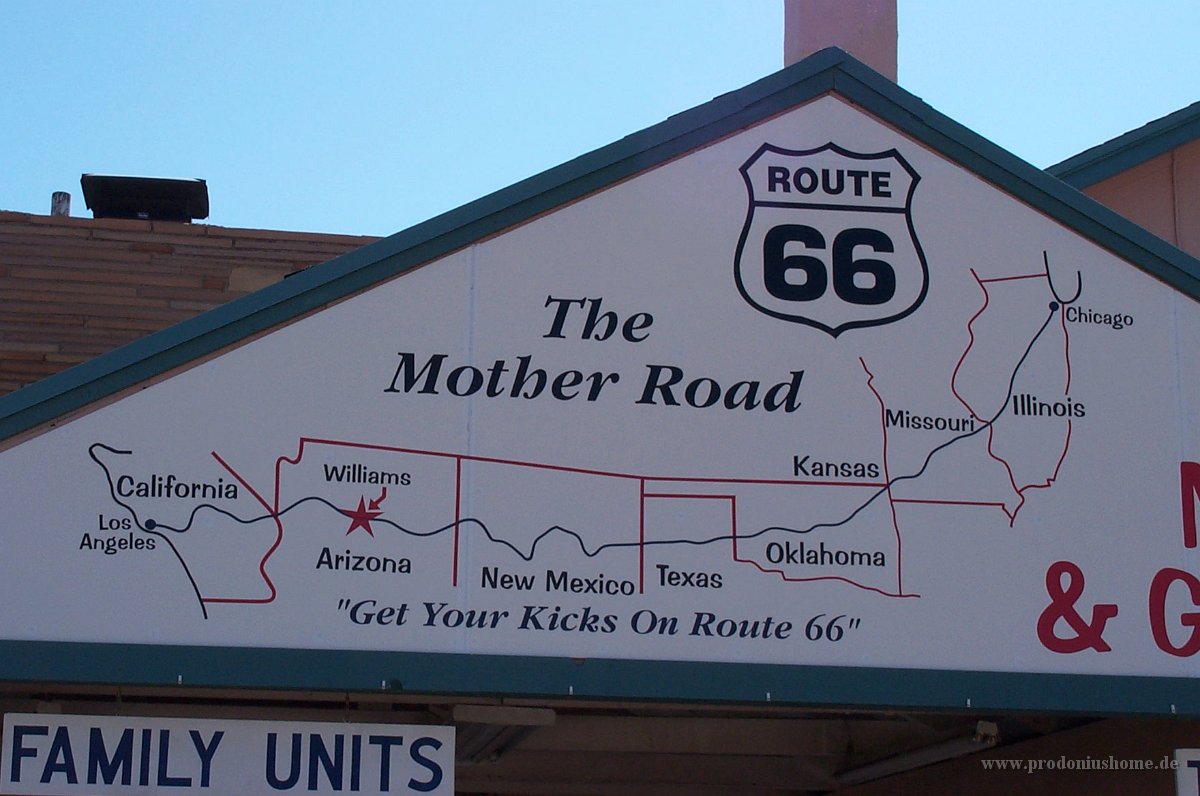 ROUTE
66
The
Mother Road
Chicago
Illinois
Missouri
Kansas
Williams
California
Los
Angeles
Arizona
New Mexico
Texas
Oklahoma
"Get Your Kicks On Route 66"
&
FAMILY UNITS
www.prodoniushome.de